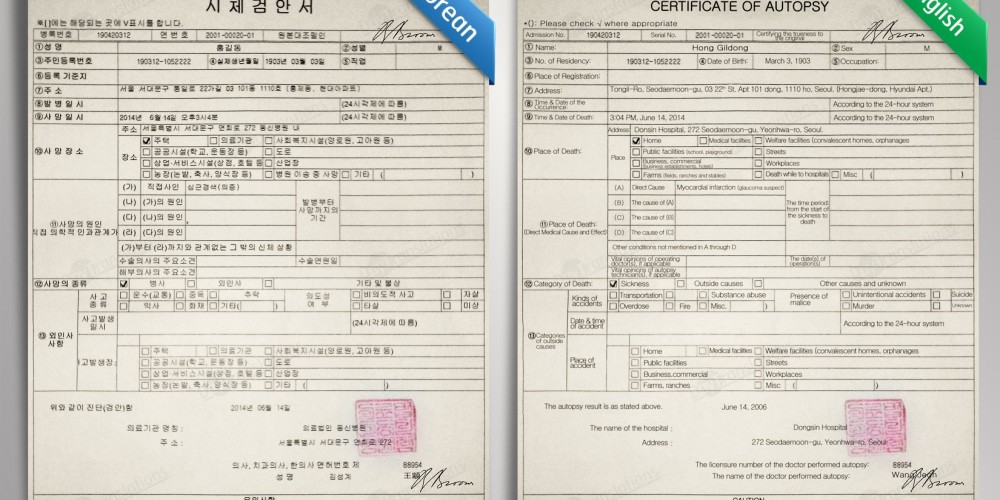 시체검안서
Korean
※[ ]에는 해당되는 곳에 V표시를 합니다.
병록번호 190420312 연 번 호 2001-00020-01 원본대조필인
①성 명 홍길동 ②성별 M
③주민등록번호 190312-1052222 ④실제생년월일 1903년 03월 03일 ⑤직업
⑥등록 기준지
⑦주 소 서울 서대문구 통일로 22가길 03 101동 1110호 (홍제동, 현대아파트)
⑧발 병 일 시 (24시각제에 따름)
⑨사 망 일 시 2014년 6월 14일 오후3시4분 (24시각제에 따름)
주소 서울특별시 서대문구 연희로 272 동신병원 내
⑩사망 장소 장소 주택 의료기관 사회복지시설(양로원, 고아원 등)
공공시설(학교, 운동장 등) 도로
상업·서비스시설(상점, 호텔 등 산업장
농장(논밭, 축사, 양식장 등) 병원 이송 중 사망 기타 ( )
(가) 직접사인 심근경색(의증)
(나) (가)의 원인 발병부터 사망까지의 기간
(다) (나)의 원인
⑪사망의 원인
직접 의학적 인과관계가 (라) (다)의 원인
(가)부터 (라)까지와 관계없는 그 밖의 신체 상황
수술의사의 주요소견 수술연월일
해부의사의 주요소견
⑫사망의 종류 병사 외인사 기타 및 불상
사고 종류 운수(교통) 중독 추락 의도성 여 부 비의도적 사고 자살
익사 화재 기타( ) 타살 미상
사고발생 일시 (24시각제에 따름)
⑬ 외인사 사항
고발생장소 주택 의료기관 사회복지시설(양로원, 고아원 등)
공공시설(학교, 운동장 등) 도로
상업·서비스시설(상점, 호텔 등 산업장
농장(논밭, 축사, 양식장 등) 기타 ( )
위와 같이 진단(검안)함 2014년 06월 14일
의료기관 명칭 : 의료법인 동신병원
주 소 : 서울특별시 서대문구 연희로 272
의사, 치과의사, 한의사 면허번호 제 88954
성 명 김성계 王
유의사항
CERTIFICATE OF AUTOPSY
English
•(): Please check √ where appropriate
Admission No. 190420312 Serial No. 2001-00020-01 Certifying the trueness to the original
① Name: Hong Gildong ② Sex M
③ No. of Residency: 190312-1052222 ④ Date of Birth: March 3, 1903 ⑤ Occupation:
⑥ Place of Registration:
⑦ Address: Tongil-Ro, Seodaemoon-gu, 03 22th St, Apt 101 dong, 1110 ho, Seoul, (Hongjae-dong, Hyundai Apt.)
⑧ Time & Date of the Occurrence: According to the 24-hour system
⑨ Time & Date of Death: 3:04 PM, June 14, 2014 According to the 24-hour system
Address Donsin Hospital, 272 Seodaemoon-gu, Yeonhwa-ro, Seoul.
⑩ Place of Death: Place Home Medical facilities Welfare facilities (convalescent homes, orphanages
Public facilities (school, playground) Streets
Business, commercial (business establishments, hotels) Workplaces
Farms (fields, ranches and stables) Death while to hospitals Misc ( )
(A) Direct Cause Myocardial infarction (glaucoma suspect)
(B) The cause of (A) The time period from the start of the sickness to death
(C) The cause of (B)
⑪ Place of Death:
(Direct Medical Cause and Effect) (D) The cause of (C)
Other conditions not mentioned in A through D
Vital opinions of operating doctor(s), if applicable The date(s) of operation(s)
Vital opinions of autopsy technician(s), if applicable
⑫ Category of Death: Sickness Outside causes Other causes and unknown
Kinds of accidents Transportation Substance abuse Presence of malice Unintentional accidents Suicide
Overdose Fire Misc. ) Murder Unknown
Date & time of accident According to the 24-hour system
⑬ Categories of outside causes
Place of accident Home Medical facilities Welfare facilities (convalescent homes, orphanages
Public facilities Streets
Business.commercial Workplaces
Farms, ranches Misc ( )
The autopsy result is as stated above. June 14, 2006
The name of the hospital : Dongsin Hospital
Address : 272 Seodaemoon-gu, Yeonhwa-ro, Seoul
The licensure number of the doctor performed autopsy: 88954
The name of the doctor performed autopsy: Wang Jeoh
CAUTION